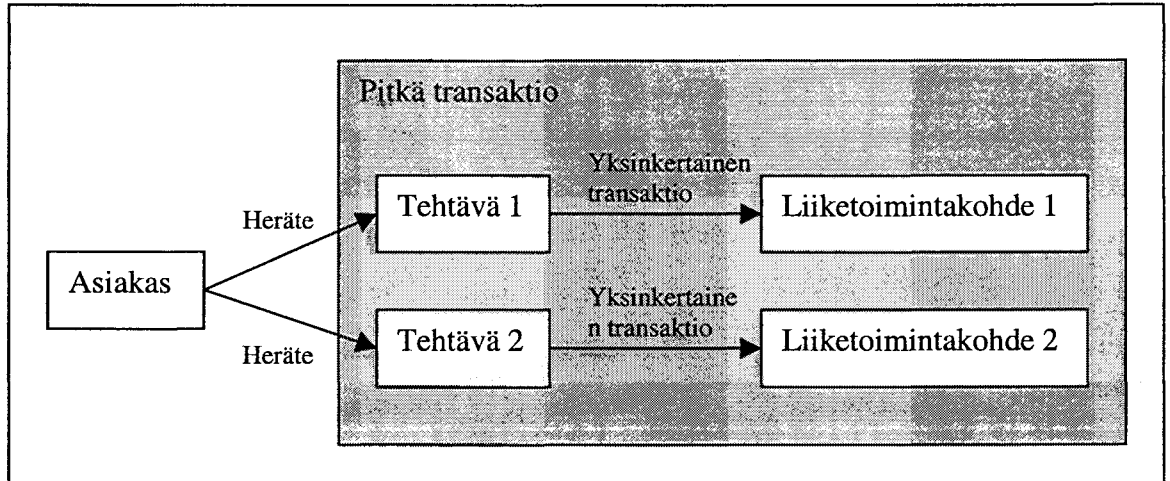 Pitkä transaktio
Yksinkertainen
transaktio
Heräte
Tehtävä 1
Liiketoimintakohde 1
Asiakas
Yksinkertaine
n transaktio
Heräte
Tehtävä 2
Liiketoimintakohde 2